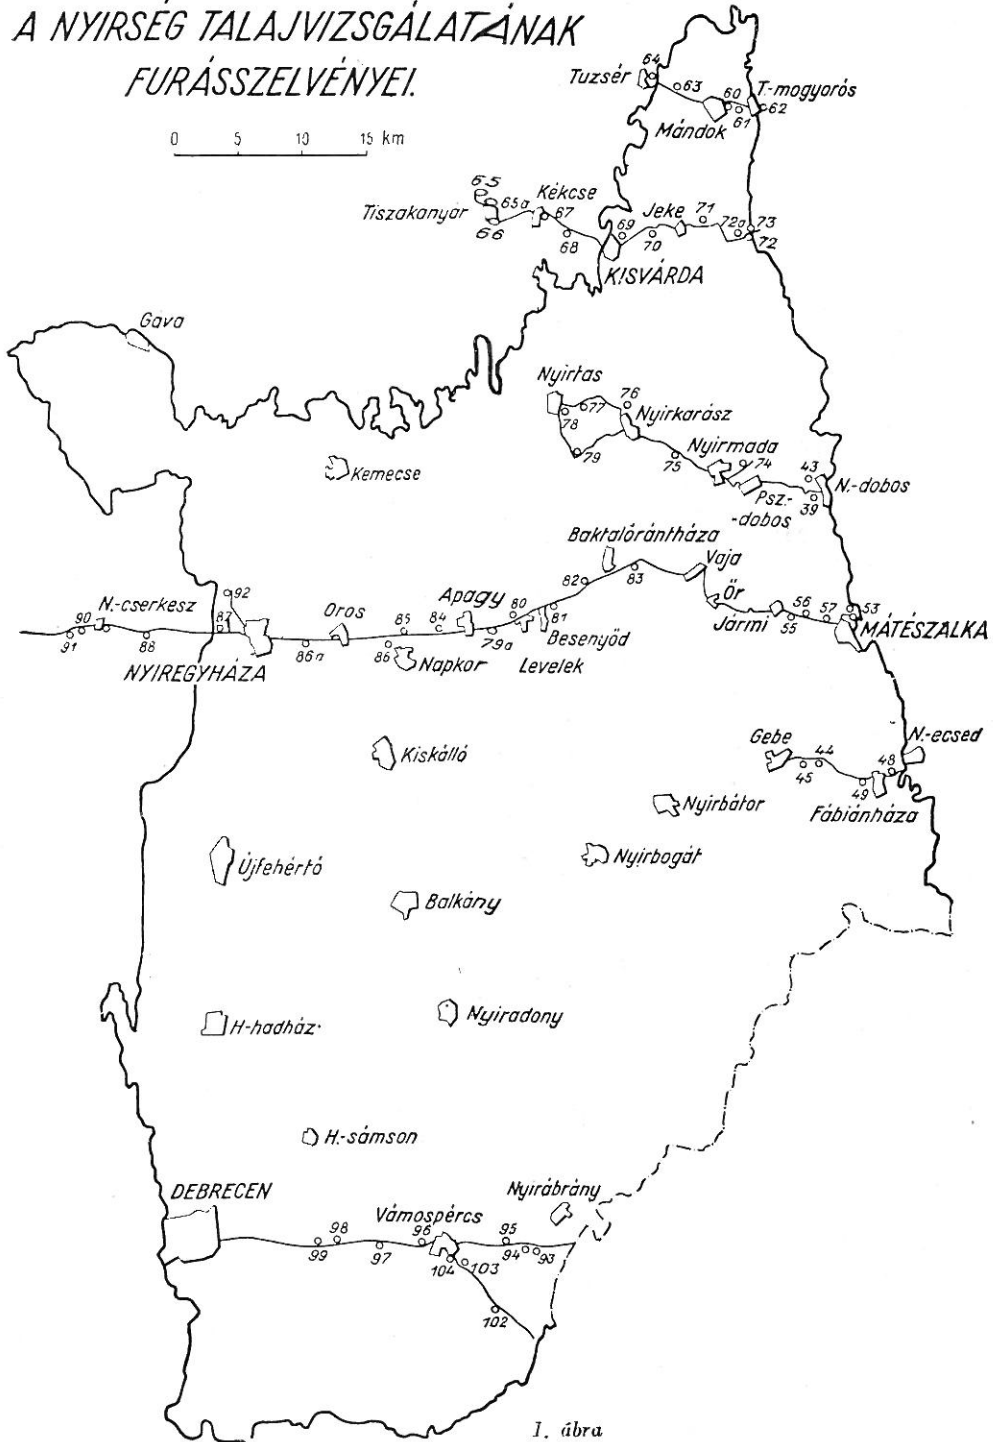 A NYIRSÉG TALAJVIZSGÁLATÁNAK
FURÁSSZELVÉNYEI.
0 5 10 15 km
64
Tuzsér
63
60
T.-mogyorós
61
62
Mándok
65
65a
Kékcse
Tiszakanyár
66
67
68
69
Jeke
71
70
72a
73
72
KISVÁRDA
Gáva
Nyirtas
77
76
78
Nyirkarász
79
75
Nyirmada
74
43
N.-dobos
Psz.-
-dobos
39
Kemecse
Baktalórántháza
Vaja
82
83
Őr
92
N.-cserkesz
90
91
88
87
Oros
85
84
Apagy
80
81
86a
86
79a
Besenyőd
Levelek
Napkor
NYIREGYHÁZA
Jármi
56
55
57
53
MÁTÉSZALKA
Kiskálló
Gebe
44
45
48
N.-ecsed
49
Fábiánháza
Nyirbátor
Nyirbogát
Újfehértó
Balkány
H-hadház
Nyiradony
H.-sámson
DEBRECEN
Nyirábrány
Vámospércs
98
99
97
96
95
94
93
104
103
102
1. ábra